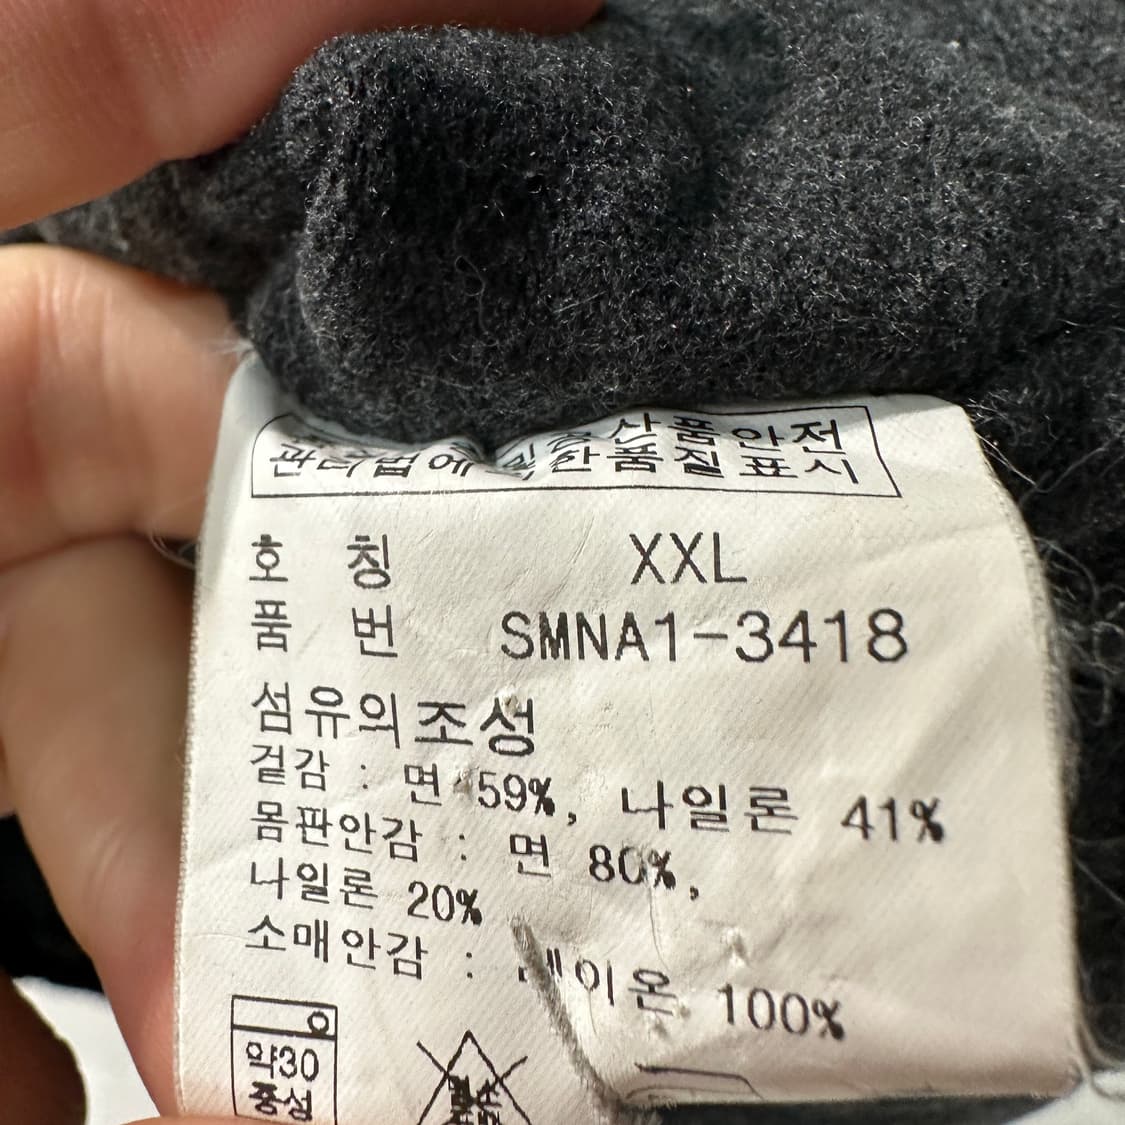 산품안전
관리법에 의한품질표시
호 칭 XXL
품 번 SMNA1-3418
섬유의조성
겉감 : 면 59%, 나일론 41%
몸판안감 : 면 80%,
나일론 20%
소매안감 : 레이온 100%
약30
중성